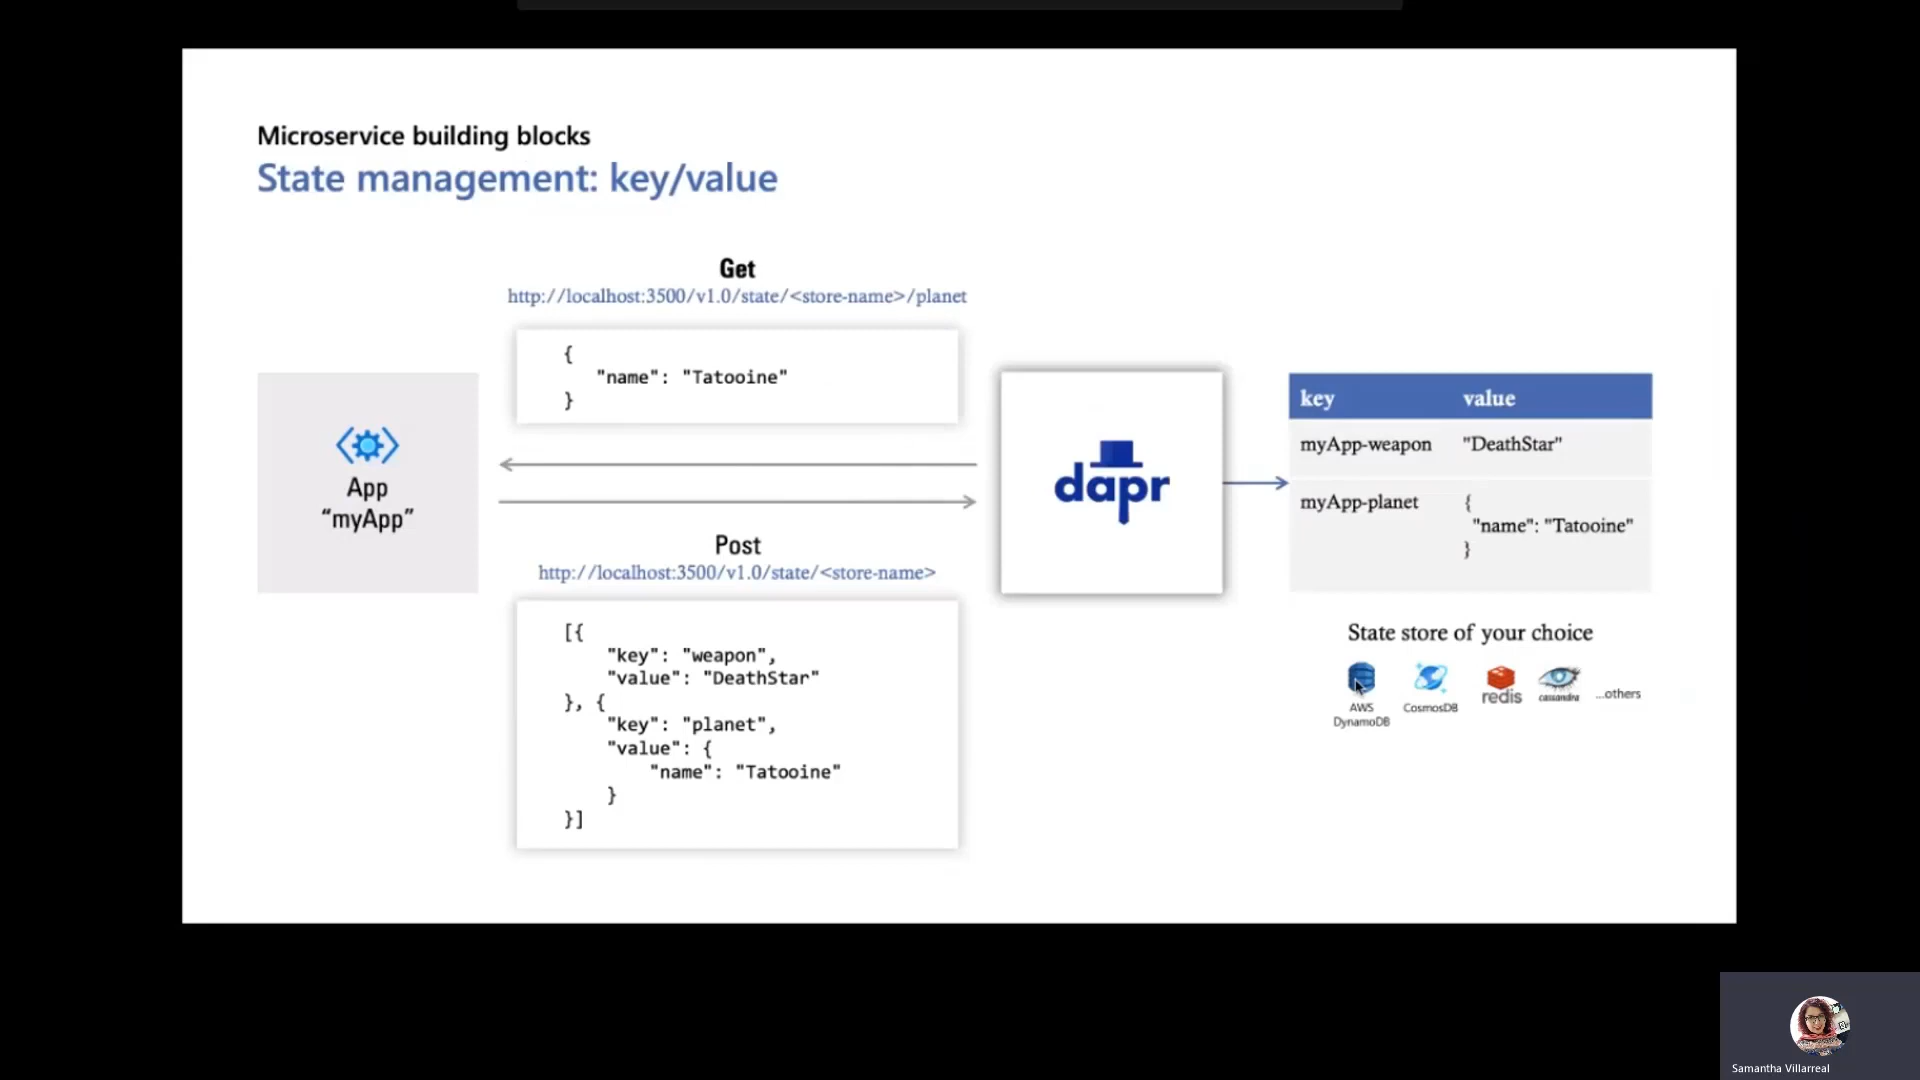 Microservice building blocks
State management: key/value
Get
http://localhost:3500/v1.0/state/<store-name>/planet
{
"name": "Tatooine"
}
App
“myApp”
dapr
Post
http://localhost:3500/v1.0/state/<store-name>
[{
"key": "weapon",
"value": "DeathStar"
}, {
"key": "planet",
"value": {
"name": "Tatooine"
}
}]
key value
myApp-weapon "DeathStar"
myApp-planet {
"name": "Tatooine"
}
State store of your choice
AWS
DynamoDB
CosmosDB
redis
cassandra
...others
Samantha Villarreal